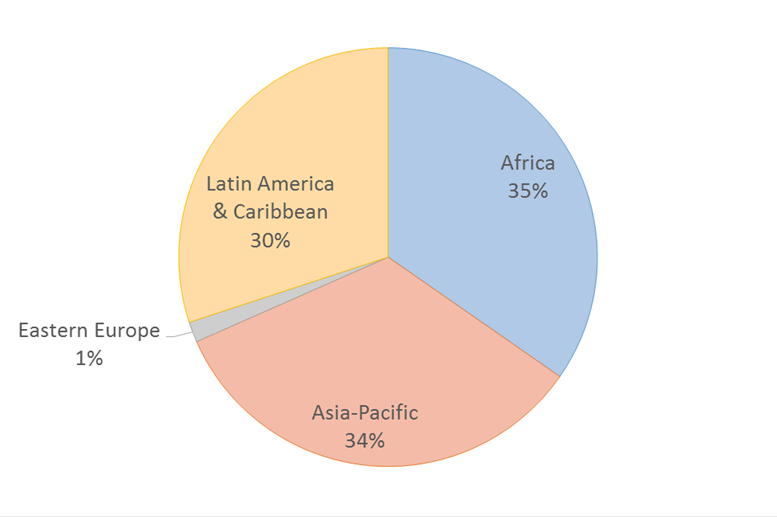 Africa
35%
Latin America
& Caribbean
30%
Eastern Europe
1%
Asia-Pacific
34%